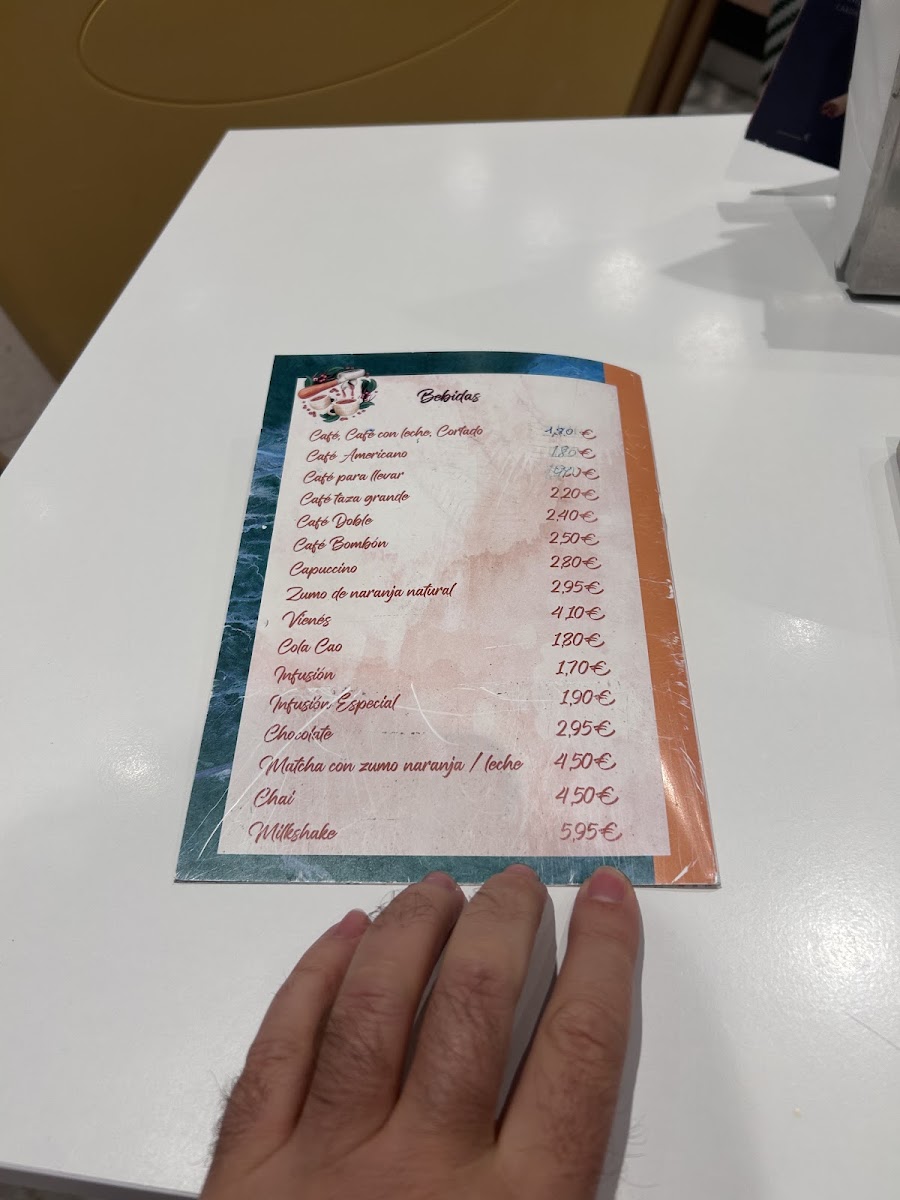 Bebidas
Café, Café con leche, Cortado 1,70 €
Café Americano 1,80 €
Café para llevar €
Café taza grande 2,20€
Café Doble 2,40€
Café Bombón 2,50€
Capuccino 2,80€
Zumo de naranja natural 2,95€
Vienés 4,10€
Cola Cao 1,80€
Infusión 1,70€
Infusión Especial 1,90€
Chocolate 2,95€
Matcha con zumo naranja / leche 4,50€
Chai 4,50€
Milkshake 5,95€